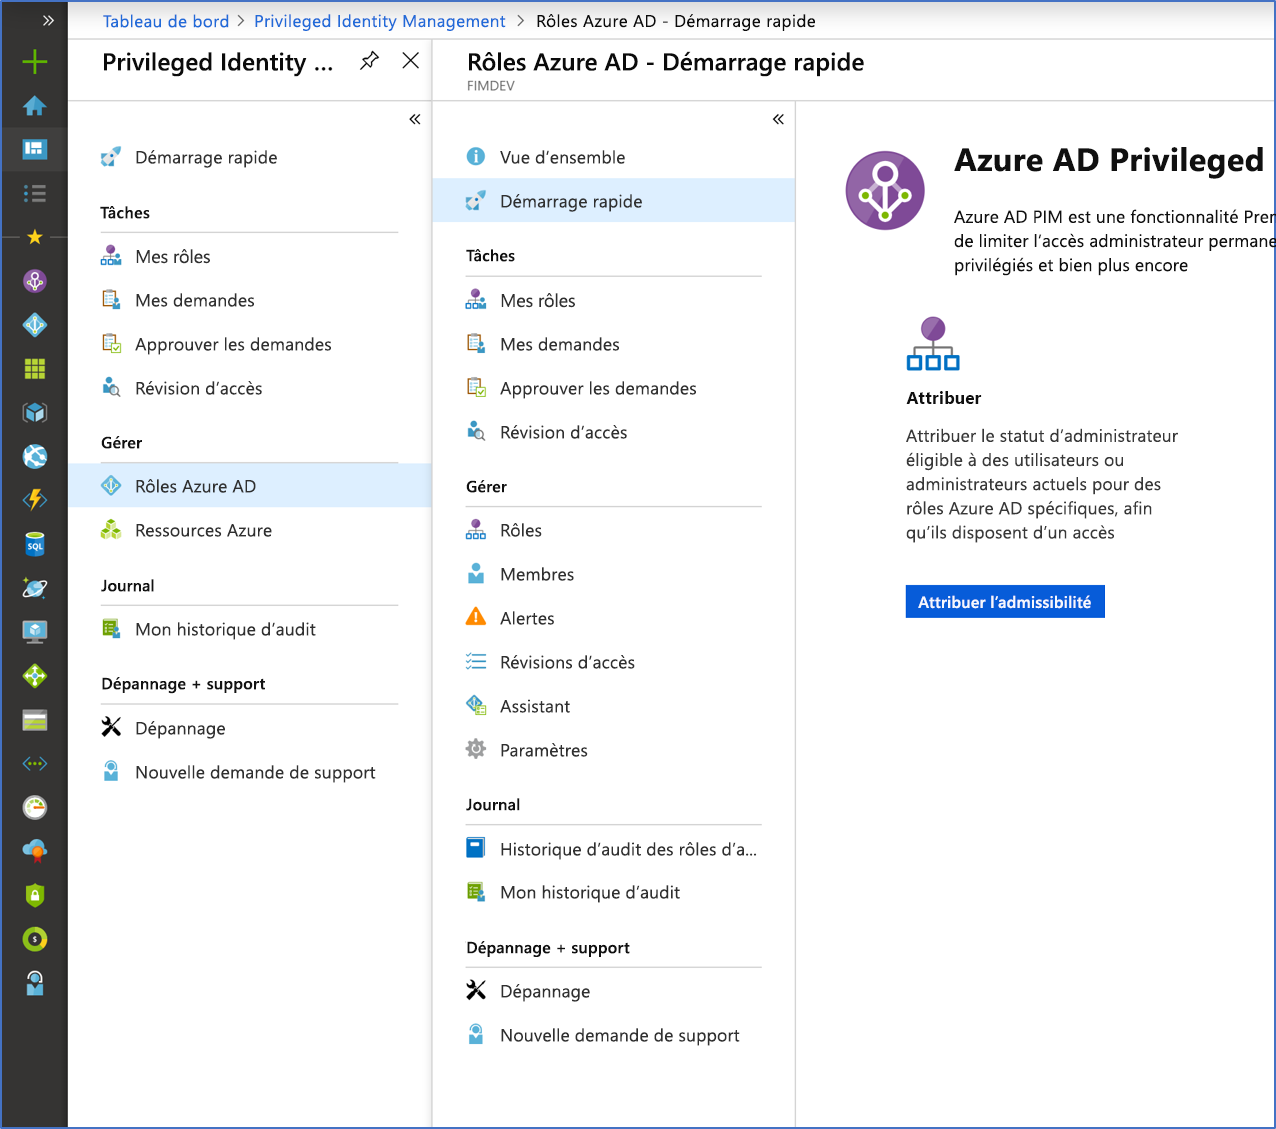 Tableau de bord > Privileged Identity Management > Rôles Azure AD - Démarrage rapide
Privileged Identity ...
Démarrage rapide
Tâches
Mes rôles
Mes demandes
Approuver les demandes
Révision d’accès
Gérer
Rôles Azure AD
Ressources Azure
Journal
Mon historique d’audit
Dépannage + support
Dépannage
Nouvelle demande de support
Rôles Azure AD - Démarrage rapide
FIMDEV
Vue d’ensemble
Démarrage rapide
Tâches
Mes rôles
Mes demandes
Approuver les demandes
Révision d’accès
Gérer
Rôles
Membres
Alertes
Révisions d’accès
Assistant
Paramètres
Journal
Historique d’audit des rôles d’a...
Mon historique d’audit
Dépannage + support
Dépannage
Nouvelle demande de support
Azure AD Privileged
Azure AD PIM est une fonctionnalité Prem
de limiter l’accès administrateur permane
privilégiés et bien plus encore
Attribuer
Attribuer le statut d’administrateur
éligible à des utilisateurs ou
administrateurs actuels pour des
rôles Azure AD spécifiques, afin
qu’ils disposent d’un accès
Attribuer l’admissibilité
SQL